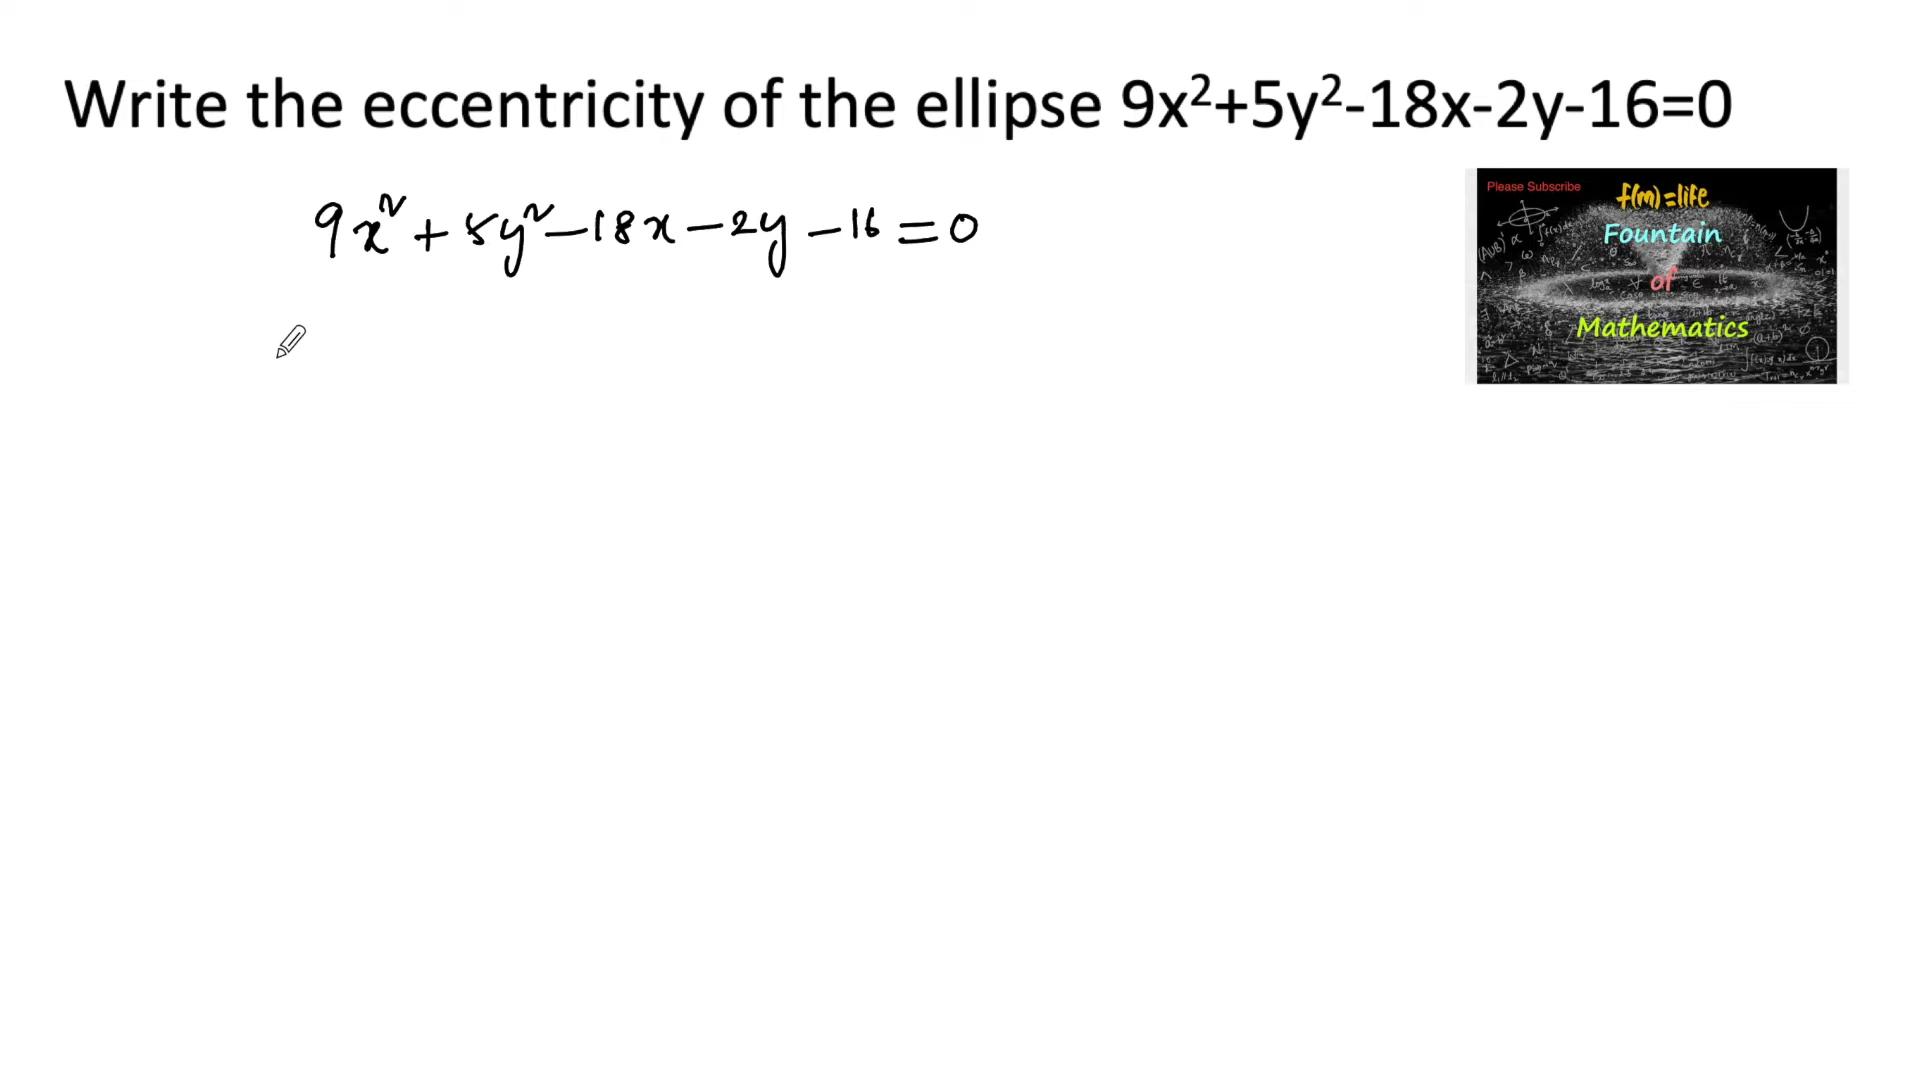 Write the eccentricity of the ellipse 9x²+5y²-18x-2y-16=0
9x² + 5y² - 18x - 2y - 16 = 0
Please Subscribe
f(m)=life
Fountain
of
Mathematics